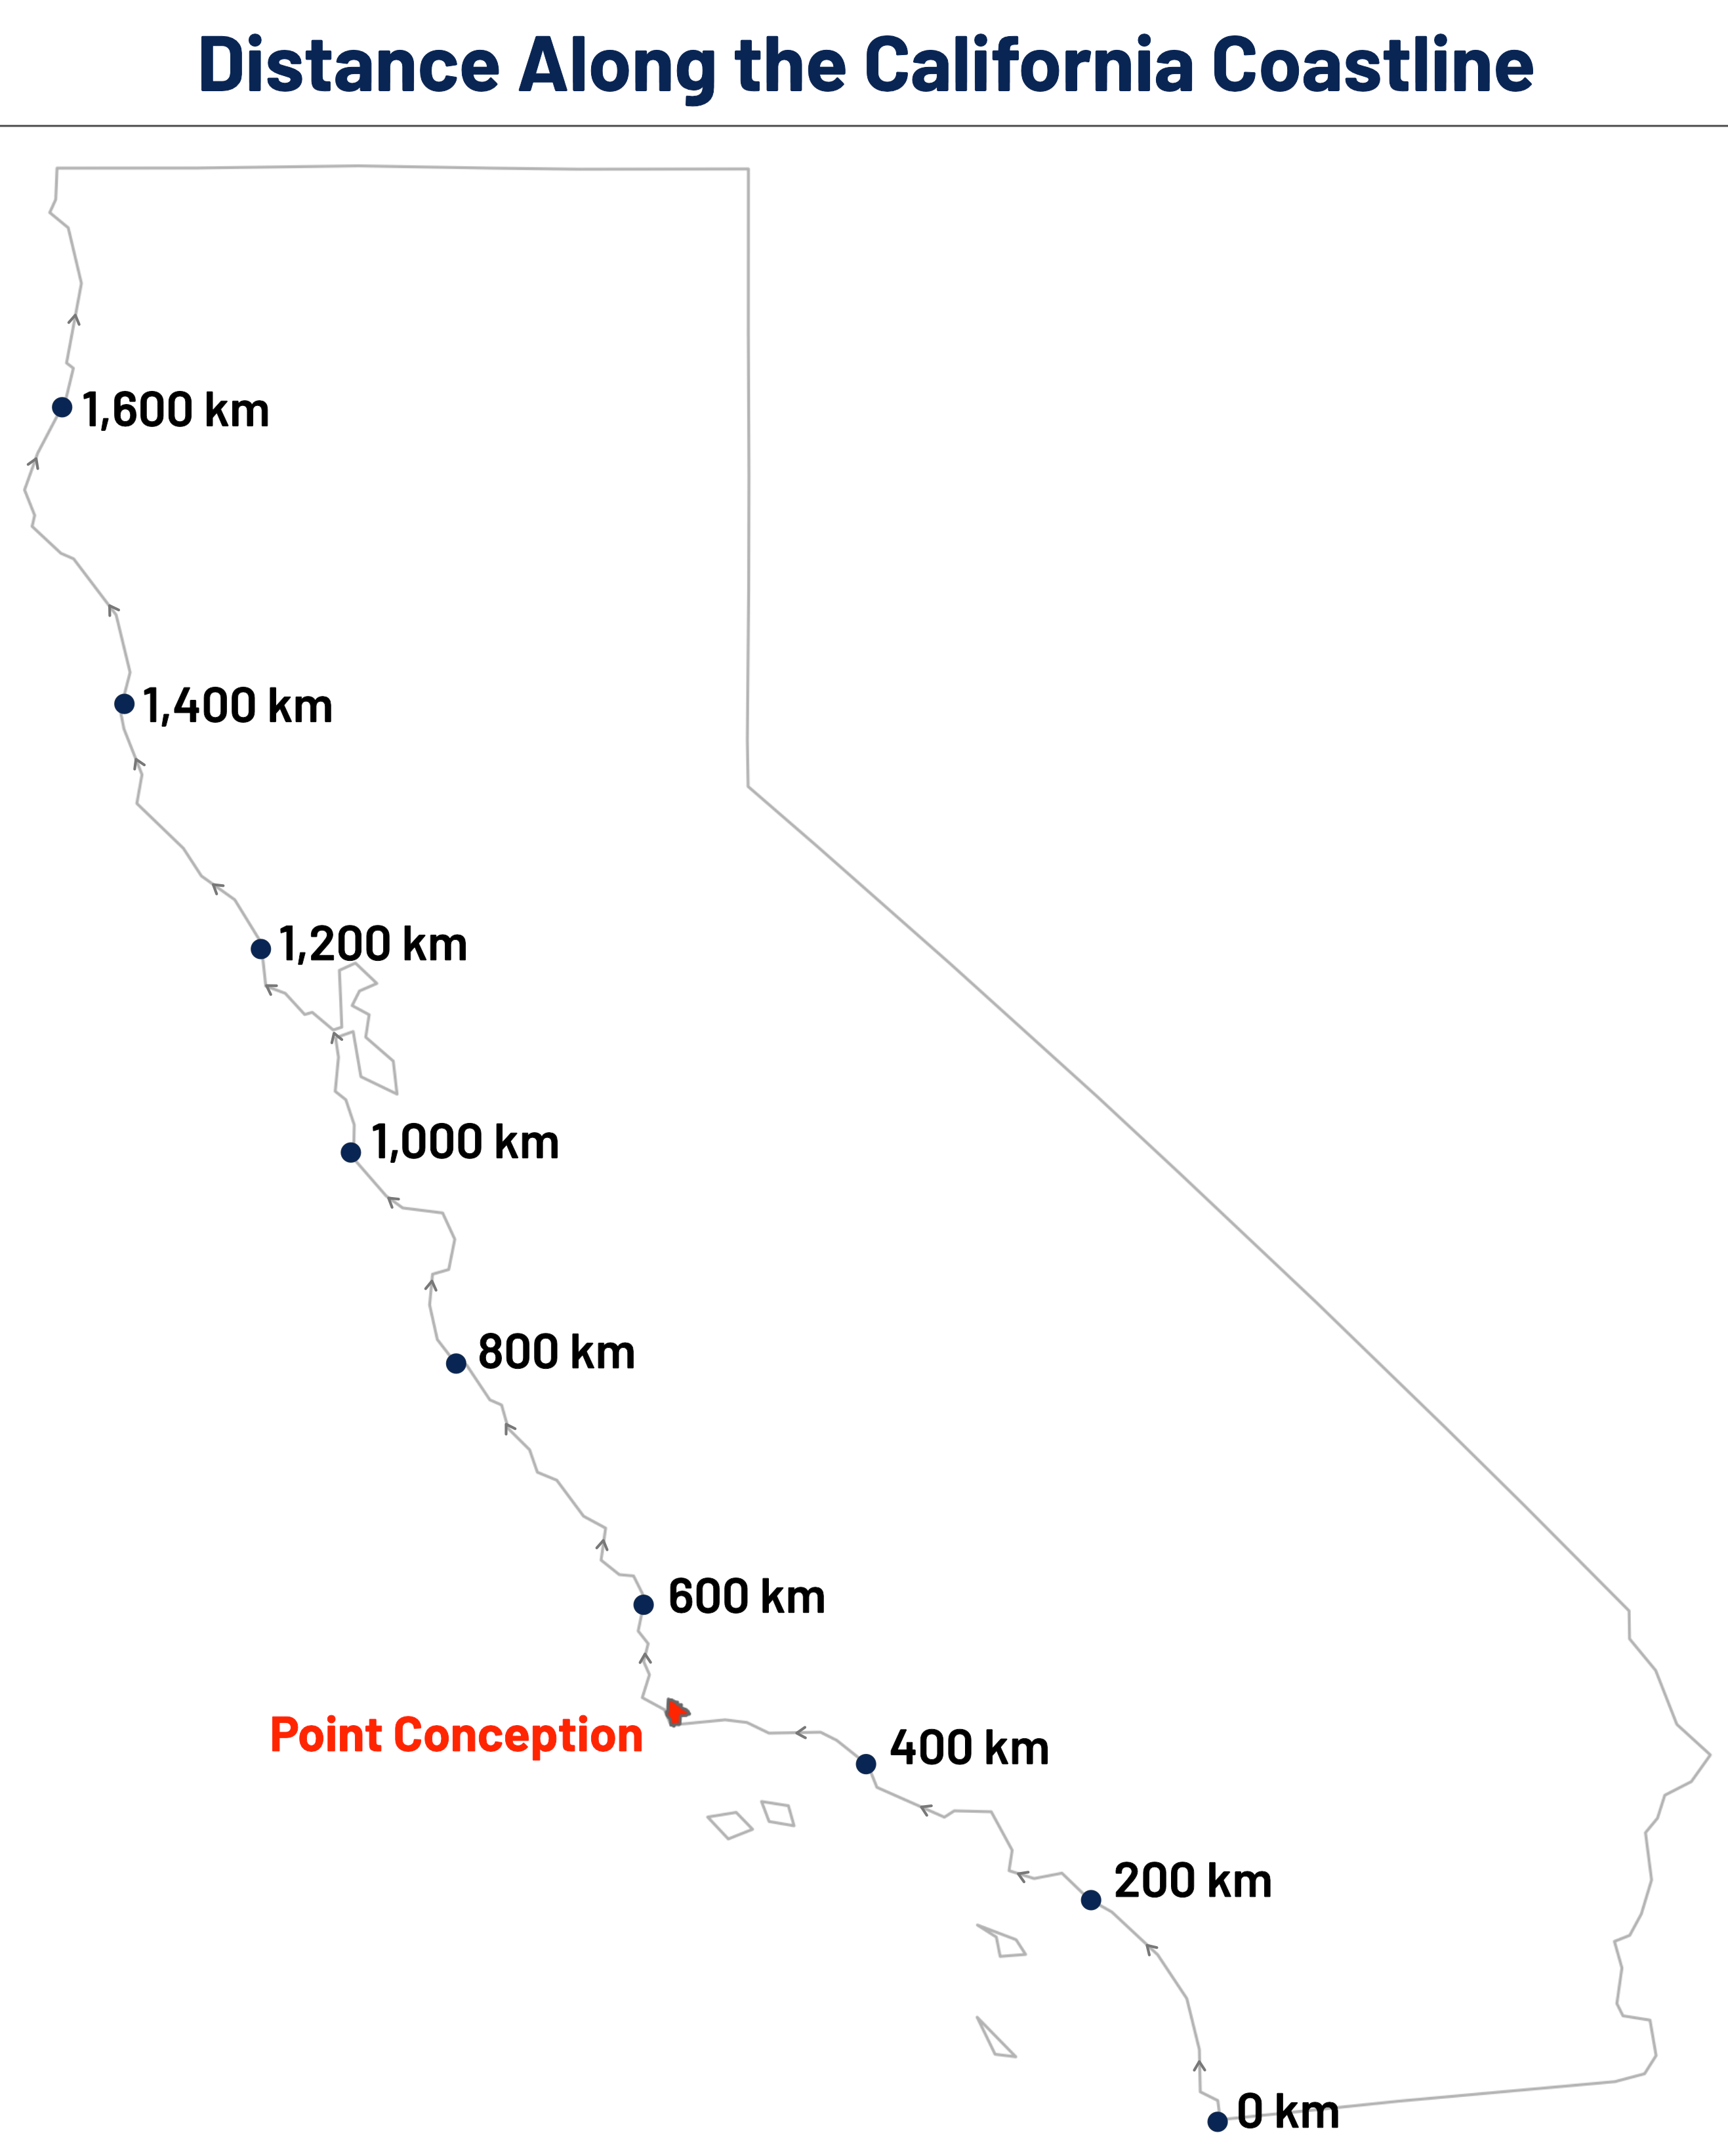 Distance Along the California Coastline
1,600 km
1,400 km
1,200 km
1,000 km
800 km
600 km
Point Conception
400 km
200 km
0 km